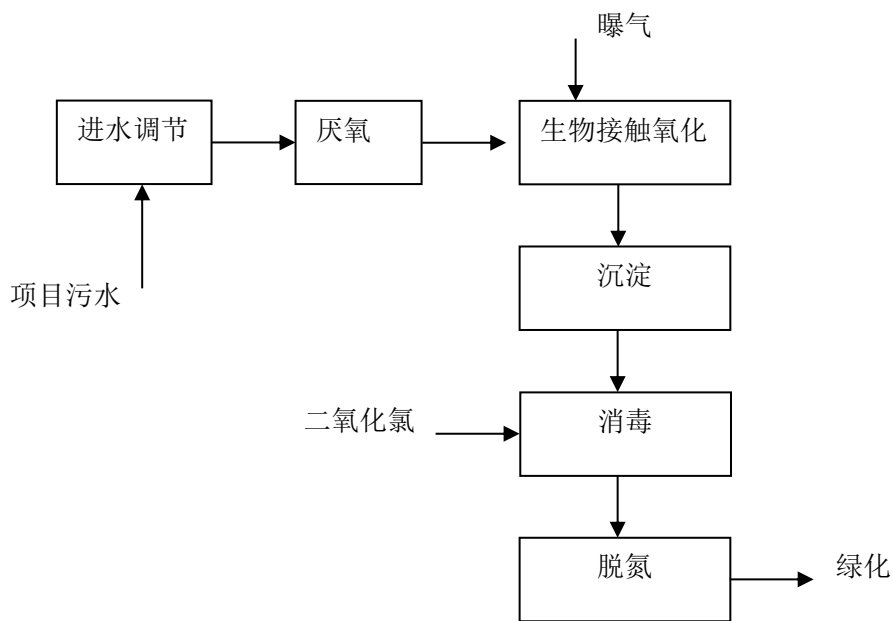 曝气
进水调节
厌氧
生物接触氧化
项目污水
沉淀
二氧化氯
消毒
脱氮
绿化